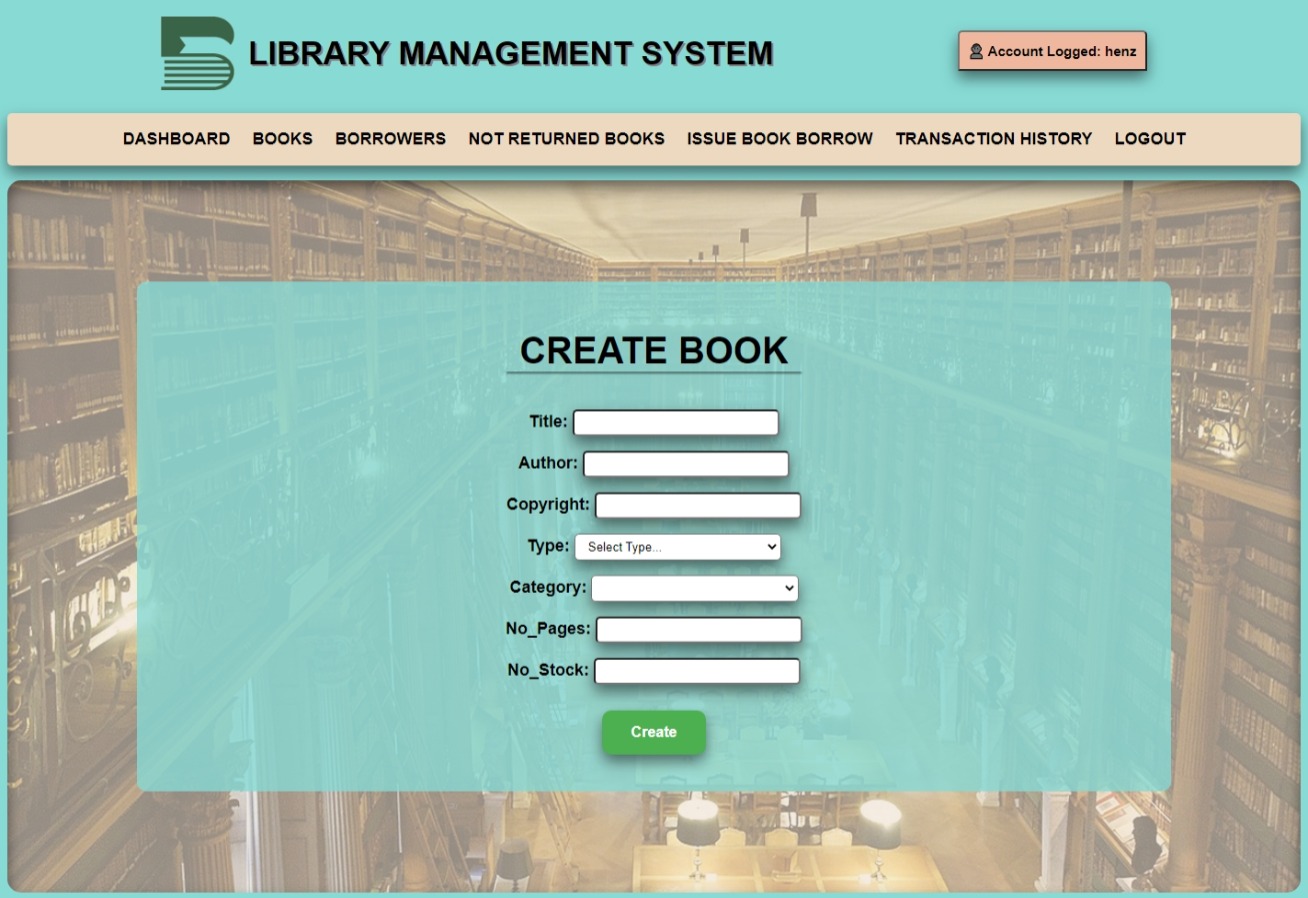 LIBRARY MANAGEMENT SYSTEM
Account Logged: henz
DASHBOARD BOOKS BORROWERS NOT RETURNED BOOKS ISSUE BOOK BORROW TRANSACTION HISTORY LOGOUT
CREATE BOOK
Title:
Author:
Copyright:
Type: Select Type...
Category:
No_Pages:
No_Stock:
Create